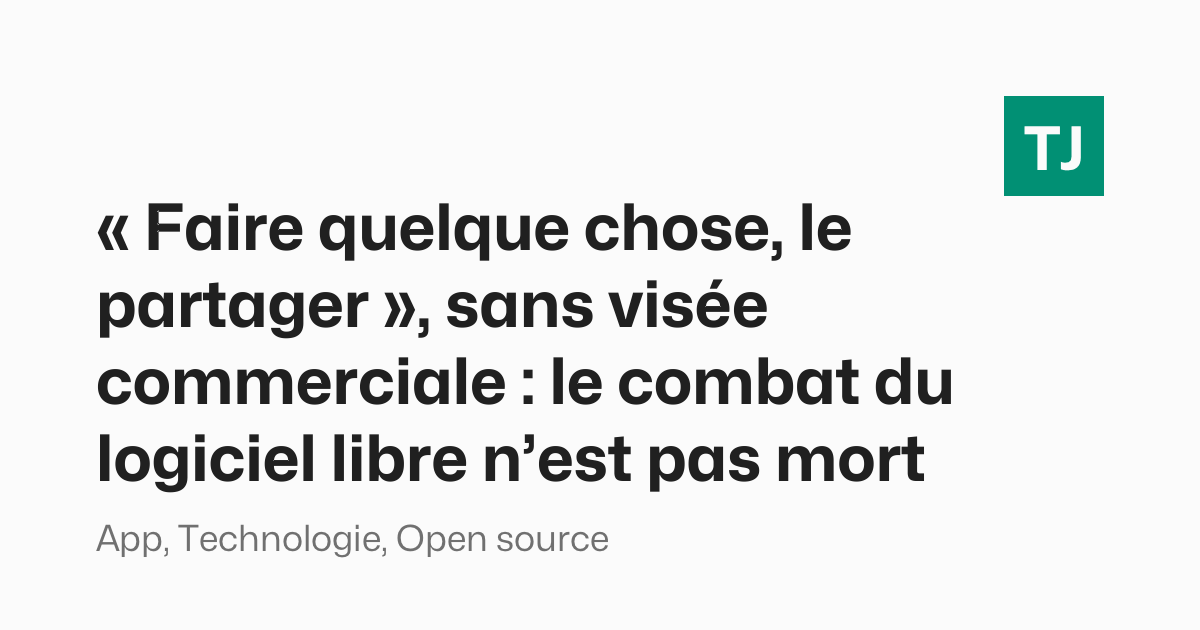 TJ
« Faire quelque chose, le
partager », sans visée
commerciale : le combat du
logiciel libre n’est pas mort
App, Technologie, Open source